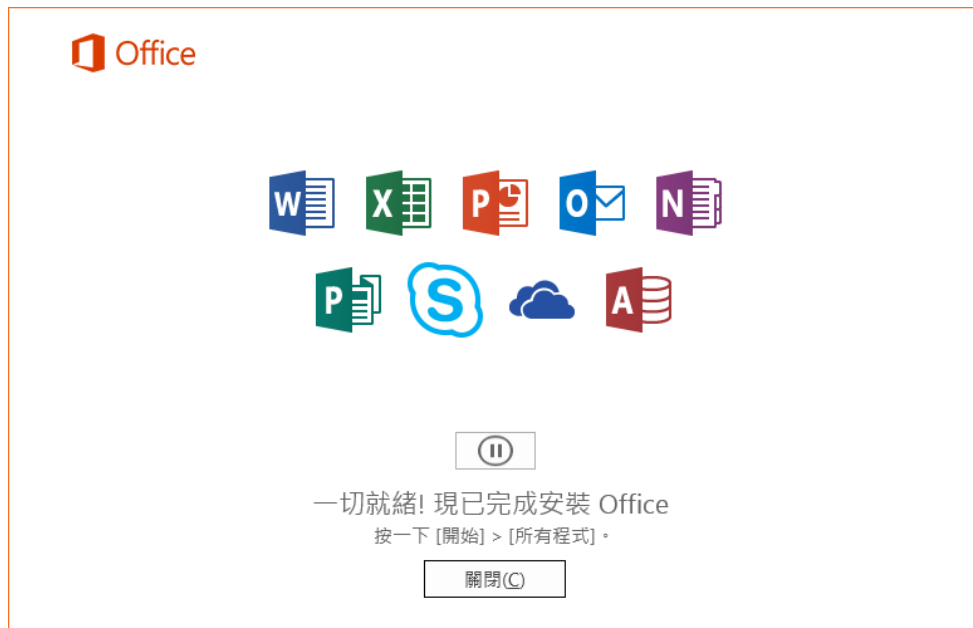 Office
W X P O N
P S A
一切就緒! 現已完成安裝 Office
按一下 [開始] > [所有程式]。
關閉(C)